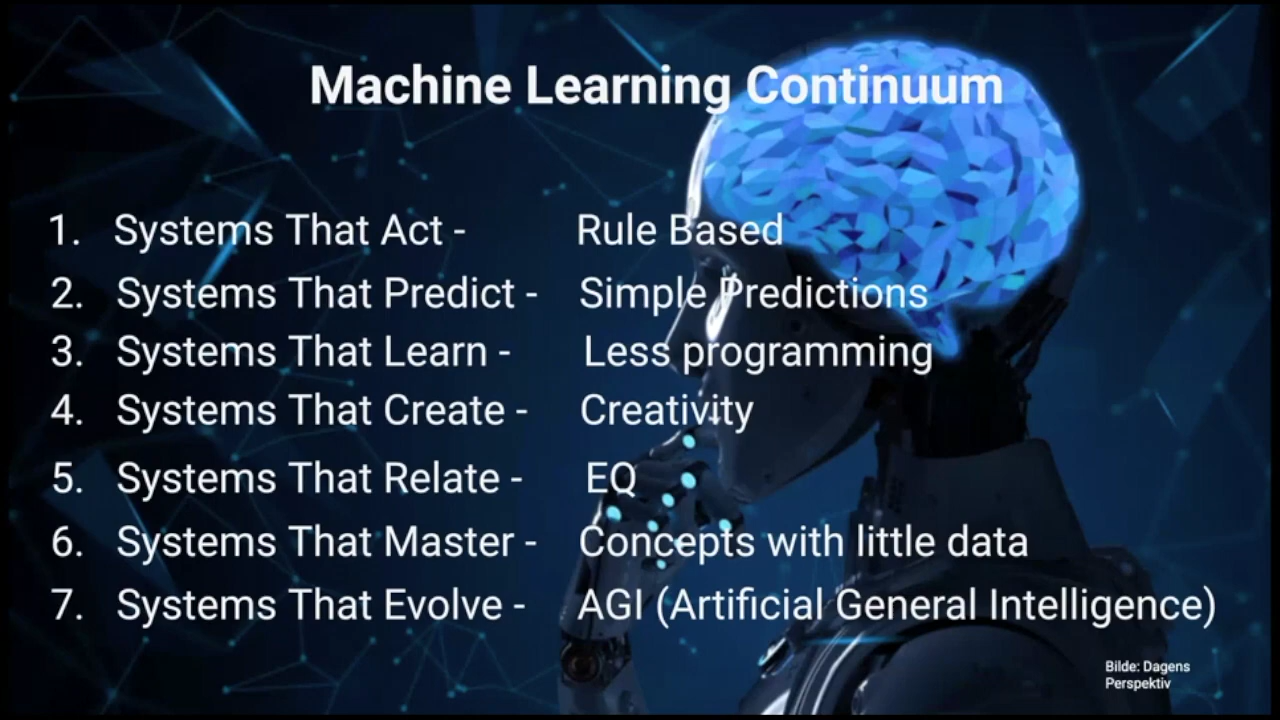 Machine Learning Continuum
1. Systems That Act - Rule Based
2. Systems That Predict - Simple Predictions
3. Systems That Learn - Less programming
4. Systems That Create - Creativity
5. Systems That Relate - EQ
6. Systems That Master - Concepts with little data
7. Systems That Evolve - AGI (Artificial General Intelligence)
Bilde: Dagens
Perspektiv